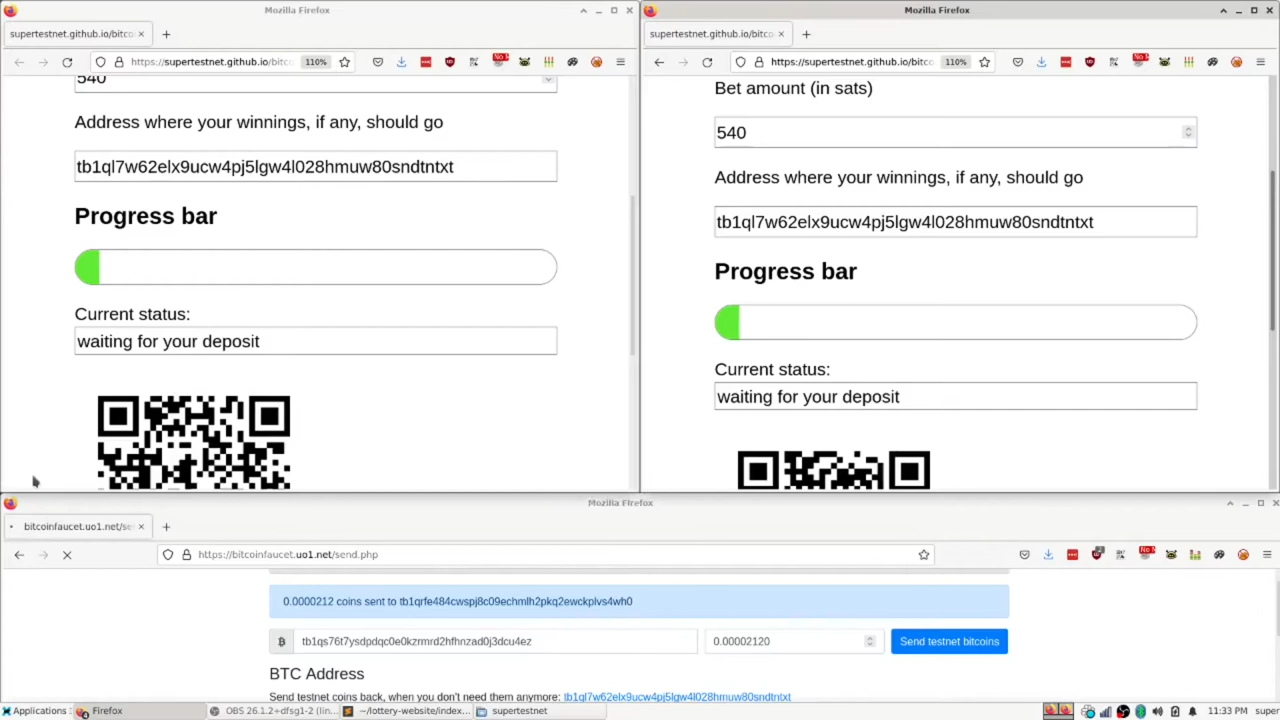 Mozilla Firefox
supertestnet.github.io/bitco
https://supertestnet.github.io/bitc
110%
540
Address where your winnings, if any, should go
tb1ql7w62elx9ucw4pj5lgw4l028hmuw80sndtntxt
Progress bar
Current status:
waiting for your deposit
Mozilla Firefox
supertestnet.github.io/bitco
https://supertestnet.github.io/bitco
110%
Bet amount (in sats)
540
Address where your winnings, if any, should go
tb1ql7w62elx9ucw4pj5lgw4l028hmuw80sndtntxt
Progress bar
Current status:
waiting for your deposit
Mozilla Firefox
bitcoinfaucet.uo1.net/se
https://bitcoinfaucet.uo1.net/send.php
0.0000212 coins sent to tb1qrfe484cwspj8c09echmlh2pkq2ewckplvs4wh0
tb1qs76t7ysdpdqc0e0kzrmrd2hfhnzad0j3dcu4ez
0.00002120
Send testnet bitcoins
BTC Address
Send testnet coins back, when you don't need them anymore: tb1ql7w62elx9ucw4pj5lgw4l028hmuw80sndtntxt
Applications
Firefox
OBS 26.1.2+dfsg1-2 (lin...
~/lottery-website/index...
supertestnet
11:33 PM
super